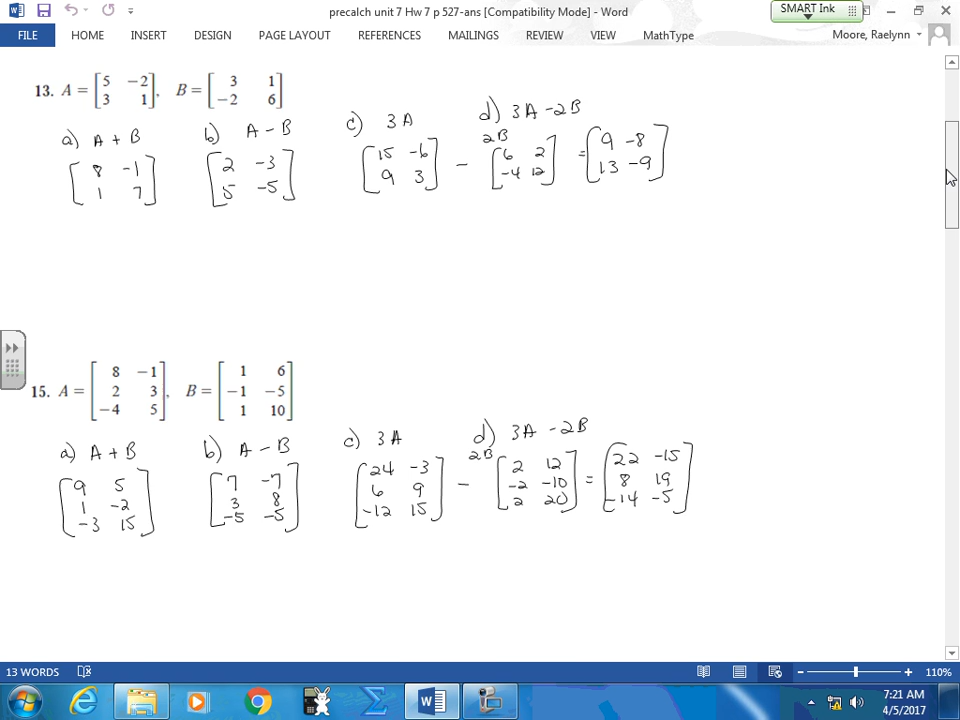 precalch unit 7 Hw 7 p 527-ans [Compatibility Mode] - Word
SMART Ink
FILE HOME INSERT DESIGN PAGE LAYOUT REFERENCES MAILINGS REVIEW VIEW MathType Moore, Raelynn
13. A = [5 -2], B = [3 1]
[3 1] [-2 6]
a) A + B b) A - B c) 3A d) 3A - 2B
2B
[8 -1] [2 -3] [15 -6] - [6 2] = [9 -8]
[1 7] [5 -5] [9 3] [-4 12] [13 -9]
15. A = [8 -1], B = [1 6]
[2 3] [-1 -5]
[-4 5] [1 10]
a) A + B b) A - B c) 3A d) 3A - 2B
2B
[9 5] [7 -7] [24 -3] [2 12] [22 -15]
[1 -2] [3 8] [6 9] - [-2 -10] = [8 19]
[-3 15] [-5 -5] [-12 15] [2 20] [-14 -5]
13 WORDS 110%
7:21 AM
4/5/2017